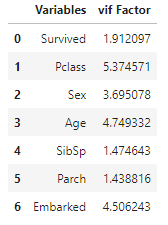 Variables vif Factor
0 Survived 1.912097
1 Pclass 5.374571
2 Sex 3.695078
3 Age 4.749332
4 SibSp 1.474643
5 Parch 1.438816
6 Embarked 4.506243